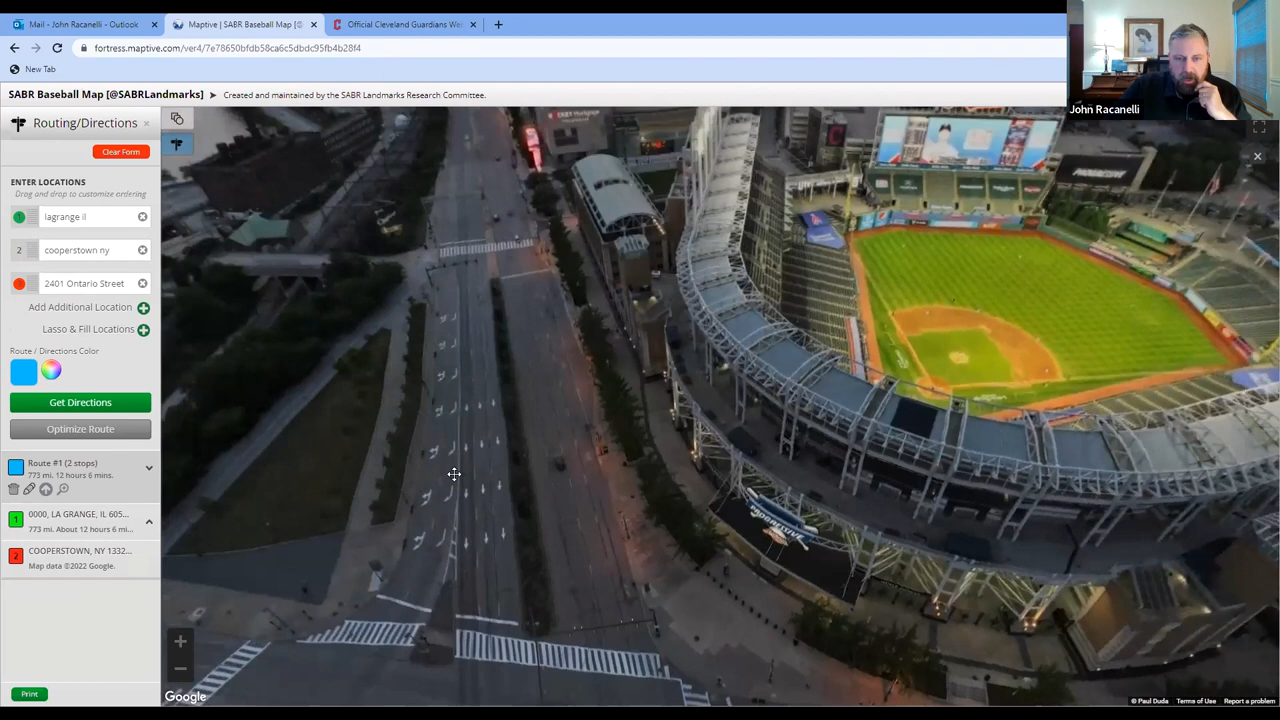 Mail - John Racanelli - Outlook
Maptive | SABR Baseball Map [@
Official Cleveland Guardians We
fortress.maptive.com/ver4/7e78650bfdb58ca6c5dbdc95fb4b28f4
New Tab
John Racanelli
SABR Baseball Map [@SABRLandmarks]
Created and maintained by the SABR Landmarks Research Committee.
Routing/Directions
Clear Form
ENTER LOCATIONS
Drag and drop to customize ordering
1 lagrange il
2 cooperstown ny
2401 Ontario Street
Add Additional Location
Lasso & Fill Locations
Route / Directions Color
Get Directions
Optimize Route
Route #1 (2 stops)
773 mi. 12 hours 6 mins.
1 0000, LA GRANGE, IL 605...
773 mi. About 12 hours 6 mi...
2 COOPERSTOWN, NY 1332...
Map data ©2022 Google.
Print
PROGRESSIVE
PROGRESSIVE
Google
© Paul Duda
Terms of Use
Report a problem